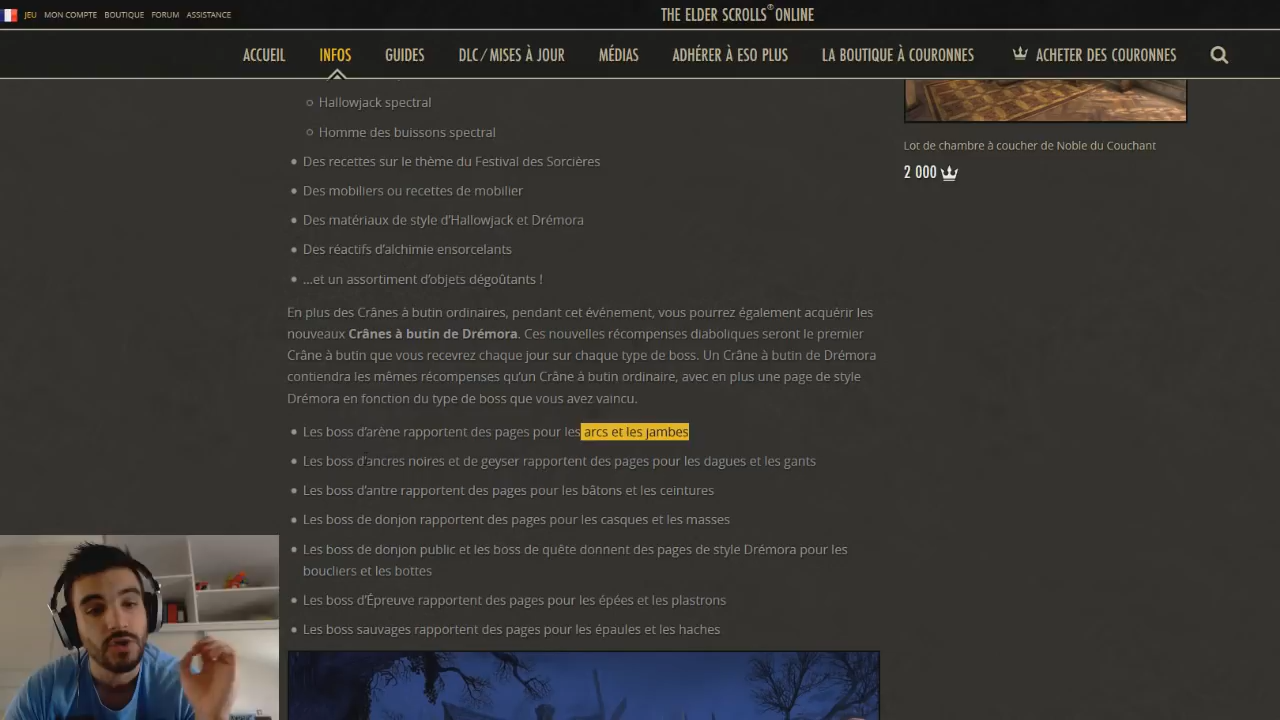 JEU MON COMPTE BOUTIQUE FORUM ASSISTANCE
THE ELDER SCROLLS® ONLINE
ACCUEIL INFOS GUIDES DLC / MISES À JOUR MÉDIAS ADHÉRER À ESO PLUS LA BOUTIQUE À COURONNES ACHETER DES COURONNES
Hallowjack spectral
Homme des buissons spectral
Des recettes sur le thème du Festival des Sorcières
Des mobiliers ou recettes de mobilier
Des matériaux de style d'Hallowjack et Drémora
Des réactifs d'alchimie ensorcelants
...et un assortiment d'objets dégoûtants !
En plus des Crânes à butin ordinaires, pendant cet événement, vous pourrez également acquérir les
nouveaux Crânes à butin de Drémora. Ces nouvelles récompenses diaboliques seront le premier
Crâne à butin que vous recevrez chaque jour sur chaque type de boss. Un Crâne à butin de Drémora
contiendra les mêmes récompenses qu'un Crâne à butin ordinaire, avec en plus une page de style
Drémora en fonction du type de boss que vous avez vaincu.
Les boss d'arène rapportent des pages pour les arcs et les jambes
Les boss d'ancres noires et de geyser rapportent des pages pour les dagues et les gants
Les boss d'antre rapportent des pages pour les bâtons et les ceintures
Les boss de donjon rapportent des pages pour les casques et les masses
Les boss de donjon public et les boss de quête donnent des pages de style Drémora pour les
boucliers et les bottes
Les boss d'Épreuve rapportent des pages pour les épées et les plastrons
Les boss sauvages rapportent des pages pour les épaules et les haches
Lot de chambre à coucher de Noble du Couchant
2 000